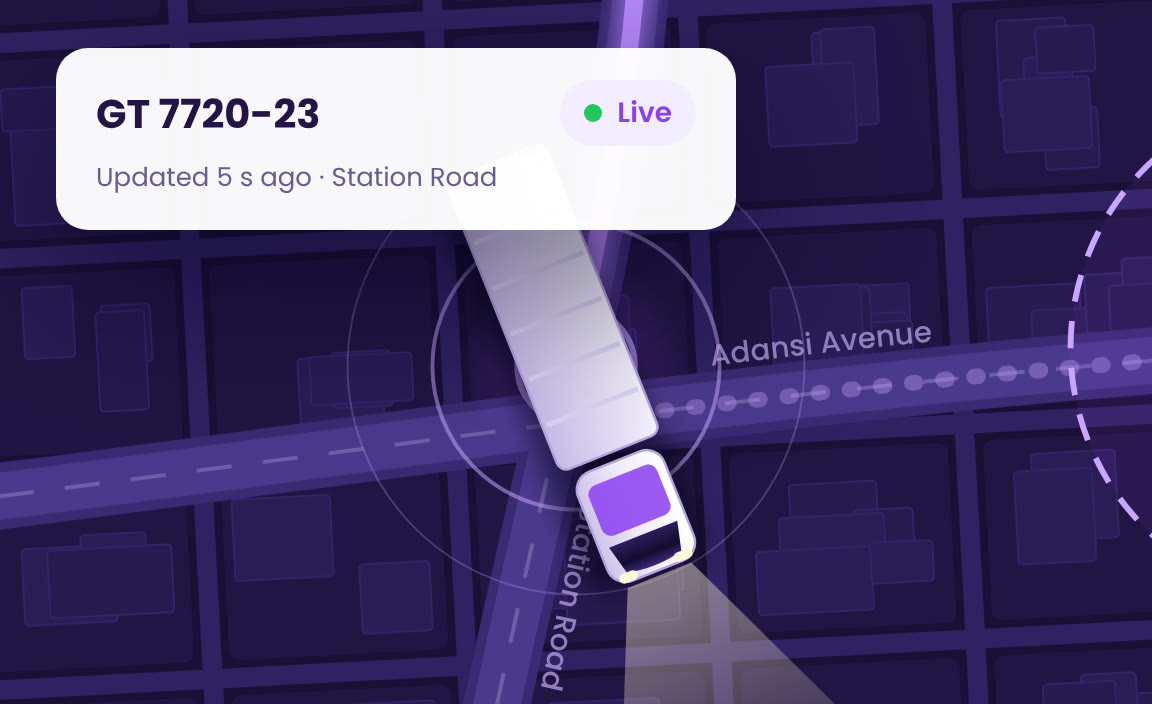 GT 7720-23
Live
Updated 5 s ago · Station Road
Adansi Avenue
Station Road